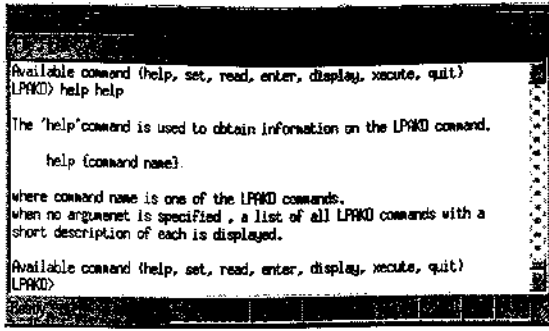 Available command (help, set, read, enter, display, xecute, quit)
LPAKO> help help
The 'help'command is used to obtain information on the LPAKO command.
help {command name}.
where command name is one of the LPAKO commands.
when no argumenet is specified , a list of all LPAKO commands with a
short description of each is displayed.
Available command (help, set, read, enter, display, xecute, quit)
LPAKO>